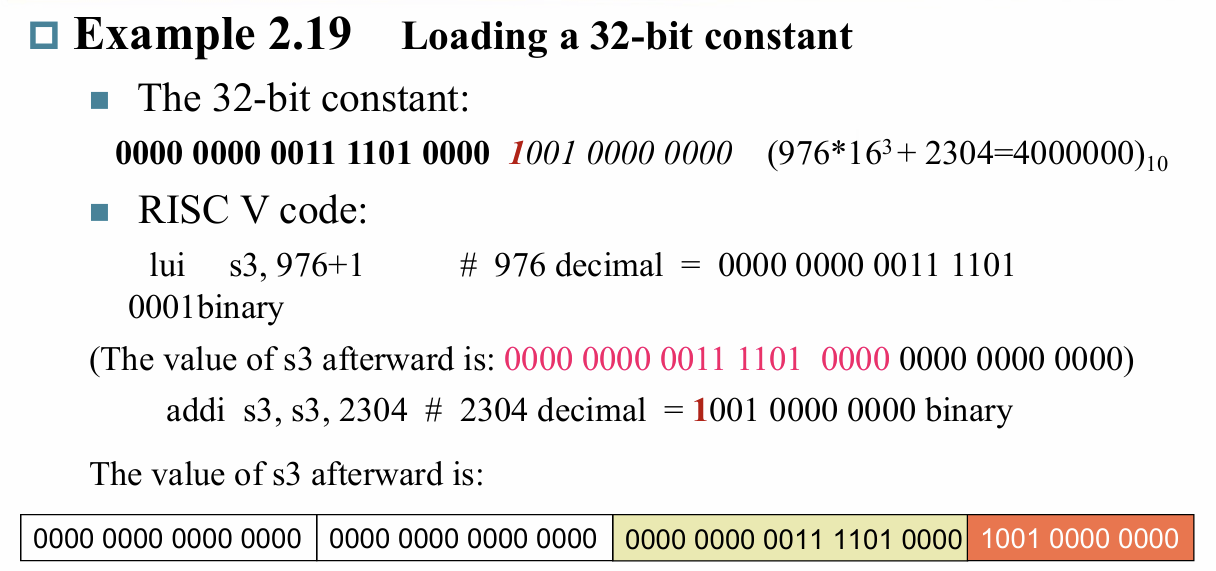 Example 2.19 Loading a 32-bit constant
The 32-bit constant:
0000 0000 0011 1101 0000 1001 0000 0000 (976*16³ + 2304=4000000)₁₀
RISC V code:
lui s3, 976+1 # 976 decimal = 0000 0000 0011 1101
0001binary
(The value of s3 afterward is: 0000 0000 0011 1101 0000 0000 0000 0000)
addi s3, s3, 2304 # 2304 decimal = 1001 0000 0000 binary
The value of s3 afterward is:
0000 0000 0000 0000 0000 0000 0000 0000 0000 0000 0011 1101 0000 1001 0000 0000